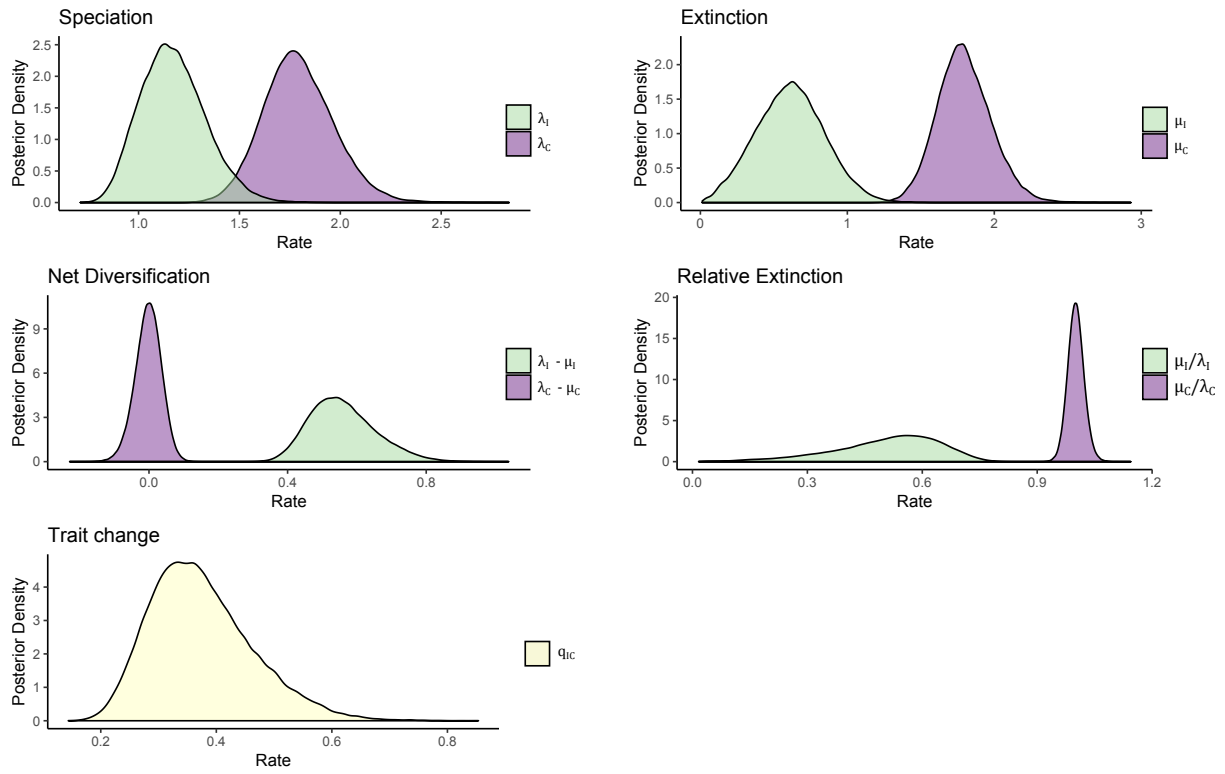 Speciation
Posterior Density
2.5
2.0
1.5
1.0
0.5
0.0
1.0
1.5
2.0
2.5
Rate
λI
λC
Extinction
Posterior Density
2.0
1.5
1.0
0.5
0.0
0
1
2
3
Rate
μI
μC
Net Diversification
Posterior Density
9
6
3
0
0.0
0.4
0.8
Rate
λI - μI
λC - μC
Relative Extinction
Posterior Density
20
15
10
5
0
0.0
0.3
0.6
0.9
1.2
Rate
μI/λI
μC/λC
Trait change
Posterior Density
4
3
2
1
0
0.2
0.4
0.6
0.8
Rate
qIC